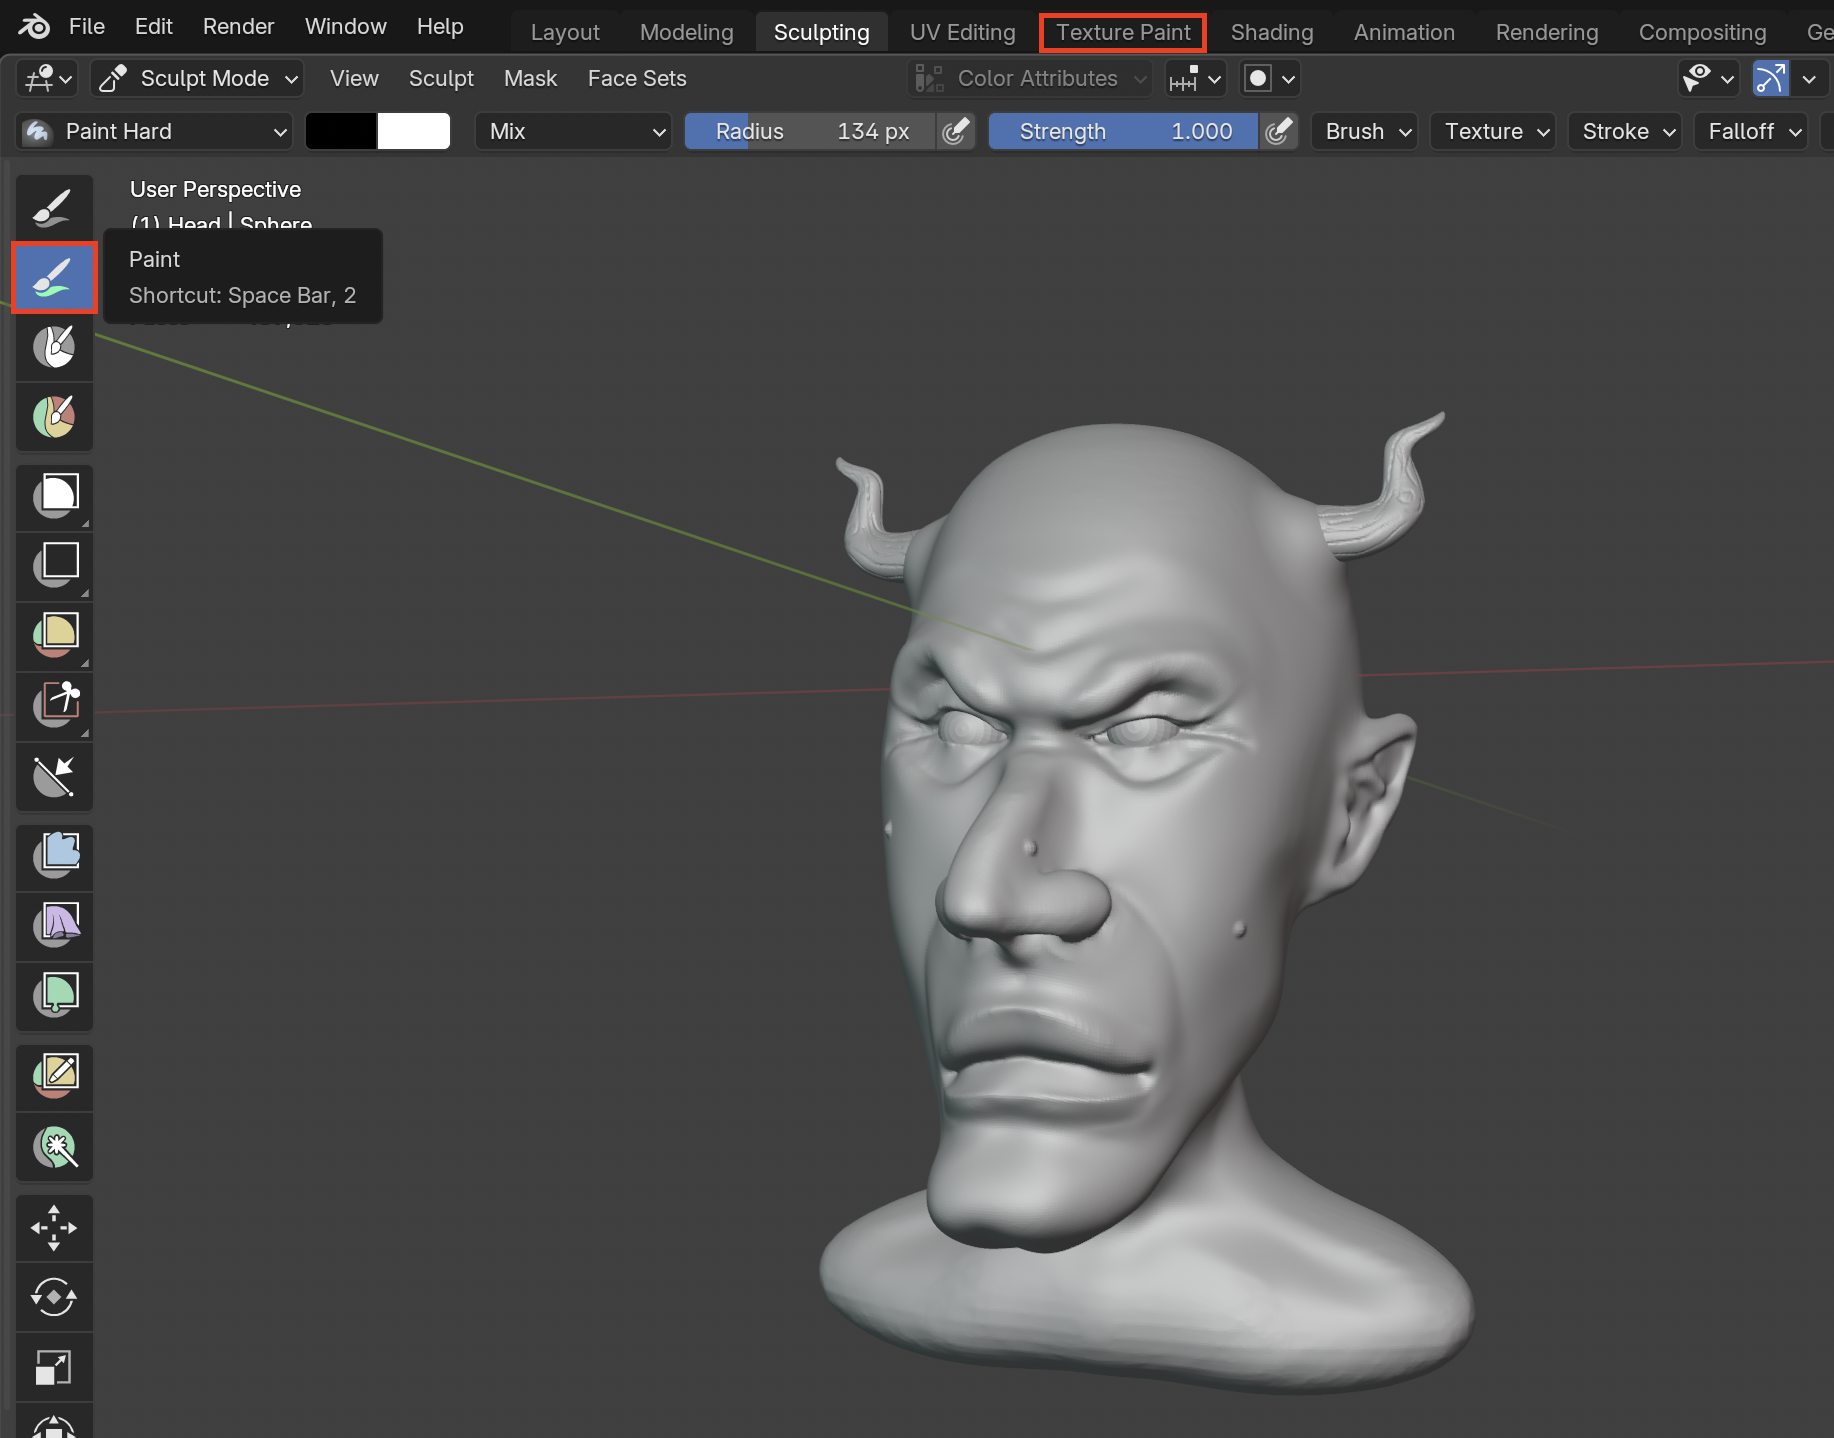 File Edit Render Window Help Layout Modeling Sculpting UV Editing Texture Paint Shading Animation Rendering Compositing Ge
Sculpt Mode View Sculpt Mask Face Sets Color Attributes
Paint Hard Mix Radius 134 px Strength 1.000 Brush Texture Stroke Falloff
User Perspective
(1) Head | Sphere
Paint
Shortcut: Space Bar, 2